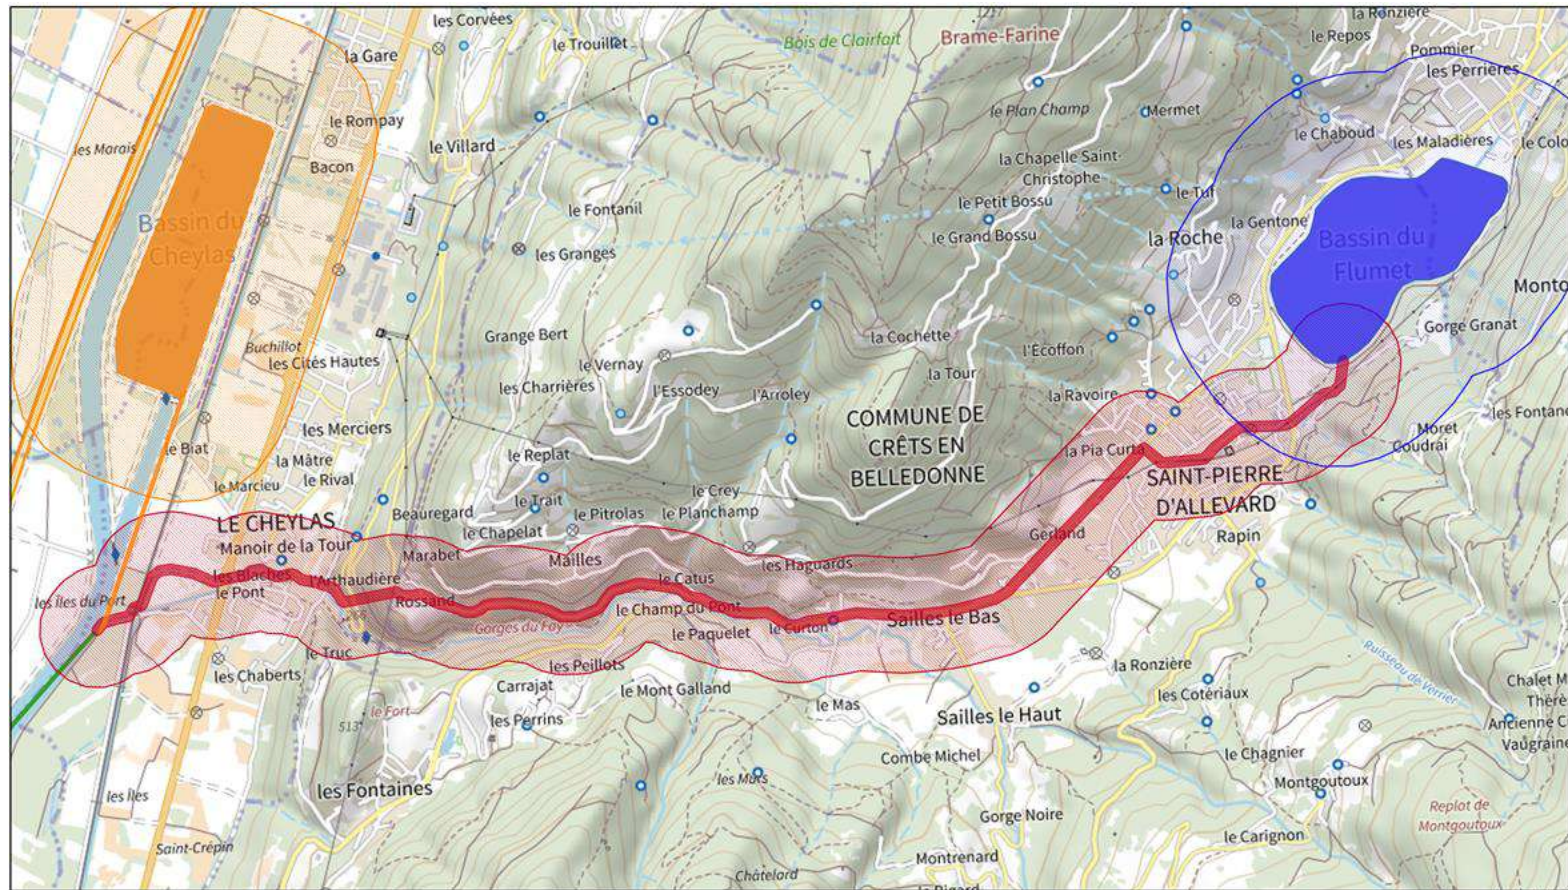 les Corvées
1217
la Ronzière
le Trouillet
Bois de Clairfait
Brame-Farine
le Repos
Pommier
la Gare
les Perrières
le Plan Champ
Mermet
le Rompay
le Chaboud
les Marais
le Villard
les Maladières
le Colo
Bacon
la Chapelle Saint-
Christophe
le Tuf
le Petit Bossu
le Fontanil
la Gentone
Bassin du
Cheylas
le Grand Bossu
la Roche
Bassin du
Flumet
les Granges
Monto
Gorge Granat
Grange Bert
la Cochette
Buchillot
les Cités Hautes
l'Écoffon
le Vernay
la Tour
les Charrières
l'Essodey
l'Arroley
la Ravoire
les Fontane
COMMUNE DE
CRÊTS EN
BELLEDONNE
les Merciers
Moret
Coudrai
le Biat
la Pia Curta
le Replat
la Mâtre
le Rival
SAINT-PIERRE
D'ALLEVARD
le Marcieu
le Crey
le Trait
Beauregard
le Pitrolas
le Planchamp
LE CHEYLAS
le Chapelat
Gerland
Rapin
Manoir de la Tour
Marabet
Mailles
les Haguards
les Blaches
l'Arthaudière
le Catus
le Pont
les Îles du Port
Rossand
le Champ du Pont
Sailles le Bas
Gorges du Fay
le Paquelet
le Curton
le Truc
les Peillots
la Ronzière
Ruisseau de Verrier
les Chaberts
Carrajat
le Mont Galland
les Cotériaux
Chalet M
Thér
Ancienne C
Vaugraine
le Mas
le Fort
les Perrins
Sailles le Haut
513
Combe Michel
le Chagnier
les Îles
les Fontaines
les Murs
Montgoutoux
Replat de
Montgoutoux
Gorge Noire
le Carignon
Saint-Crépin
Montrenard
Châtelard